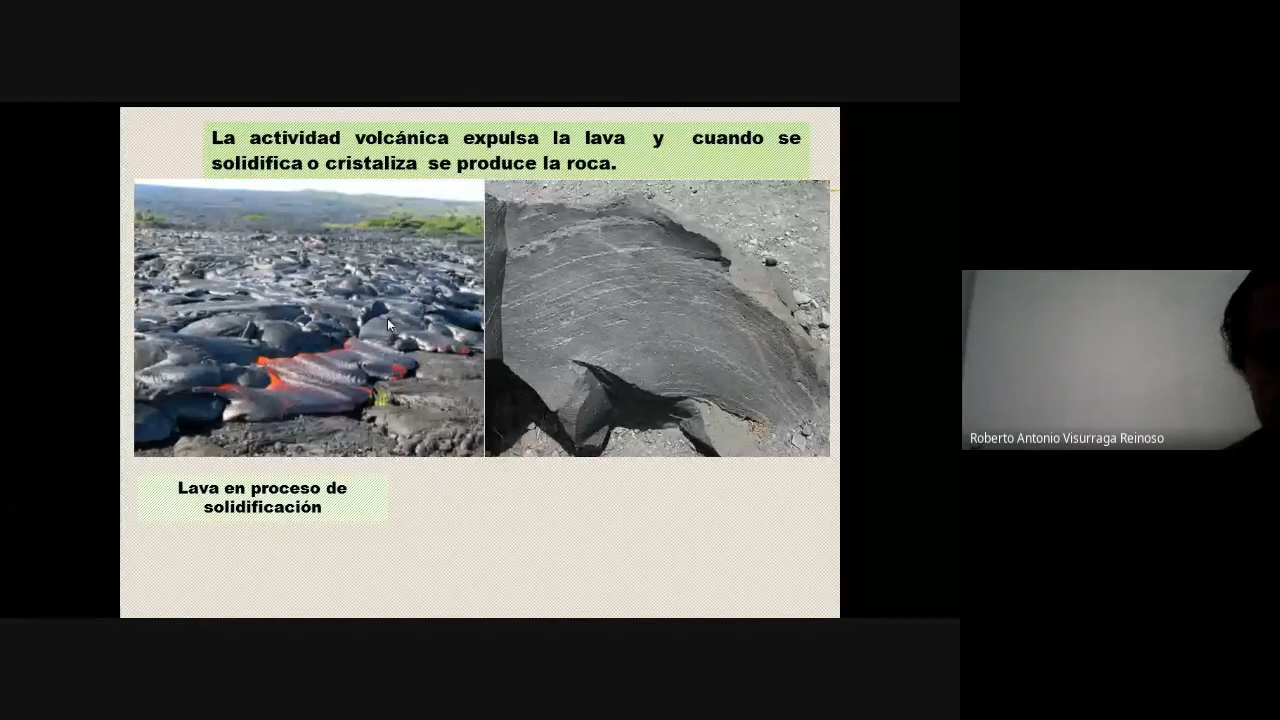 La actividad volcánica expulsa la lava y cuando se
solidifica o cristaliza se produce la roca.
Lava en proceso de
solidificación
Roberto Antonio Visurraga Reinoso